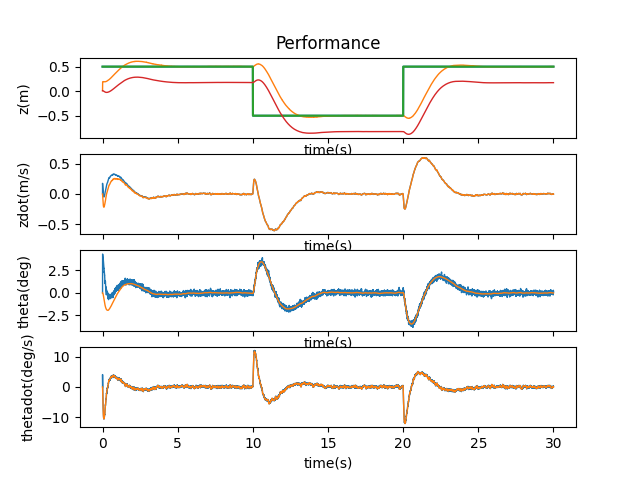 Performance
z(m)
0.5
0.0
−0.5
time(s)
zdot(m/s)
0.5
0.0
−0.5
time(s)
theta(deg)
2.5
0.0
−2.5
time(s)
thetadot(deg/s)
10
0
−10
0 5 10 15 20 25 30
time(s)